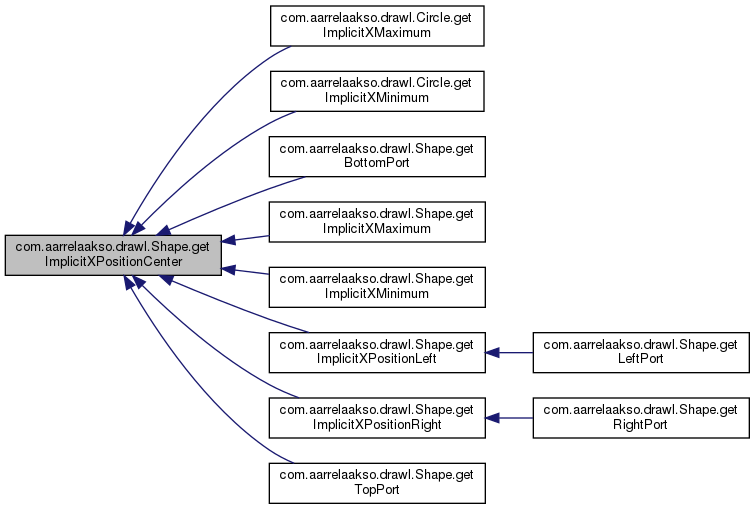 com.aarrelaakso.drawl.Circle.get
ImplicitXMaximum
com.aarrelaakso.drawl.Circle.get
ImplicitXMinimum
com.aarrelaakso.drawl.Shape.get
BottomPort
com.aarrelaakso.drawl.Shape.get
ImplicitXMaximum
com.aarrelaakso.drawl.Shape.get
ImplicitXPositionCenter
com.aarrelaakso.drawl.Shape.get
ImplicitXMinimum
com.aarrelaakso.drawl.Shape.get
ImplicitXPositionLeft
com.aarrelaakso.drawl.Shape.get
LeftPort
com.aarrelaakso.drawl.Shape.get
ImplicitXPositionRight
com.aarrelaakso.drawl.Shape.get
RightPort
com.aarrelaakso.drawl.Shape.get
TopPort